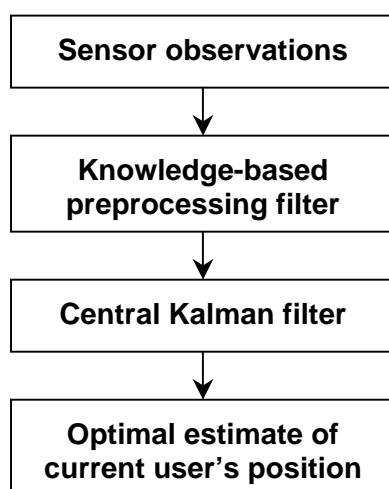 Sensor observations
Knowledge-based
preprocessing filter
Central Kalman filter
Optimal estimate of
current user's position